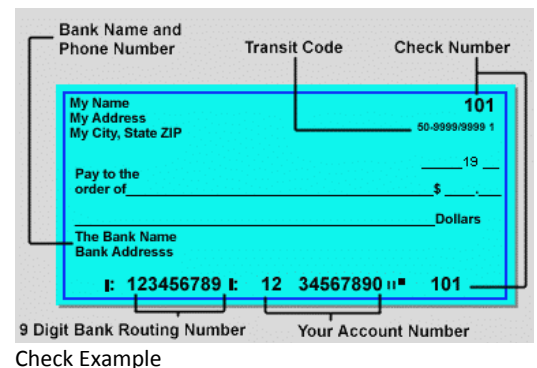 Bank Name and
Phone Number
Transit Code
Check Number
My Name
My Address
My City, State ZIP
101
50-9999/9999 1
19
Pay to the
order of
$ .
Dollars
The Bank Name
Bank Addresss
⑆ 123456789 ⑆ 12 34567890 ⑈ 101
9 Digit Bank Routing Number
Your Account Number
Check Example